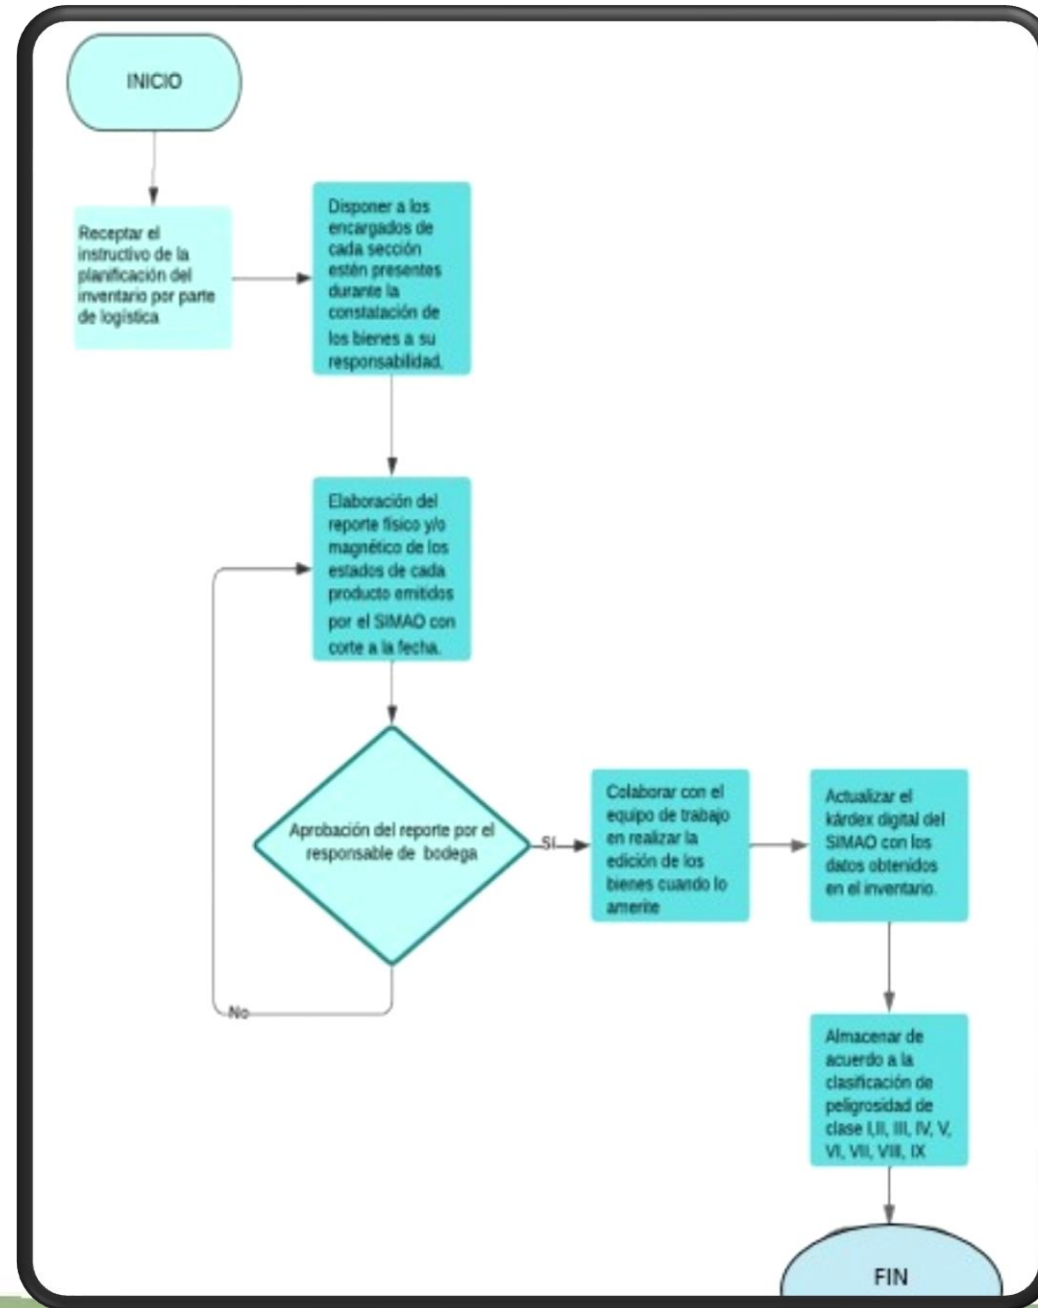 INICIO
Receptar el
instructivo de la
planificación del
inventario por parte
de logística
Disponer a los
encargados de
cada sección
estén presentes
durante la
constatación de
los bienes a su
responsabilidad.
Elaboración del
reporte físico y/o
magnético de los
estados de cada
producto emitidos
por el SIMAO con
corte a la fecha.
Aprobación del reporte por el
responsable de bodega
Sí
No
Colaborar con el
equipo de trabajo
en realizar la
edición de los
bienes cuando lo
amerite
Actualizar el
kárdex digital del
SIMAO con los
datos obtenidos
en el inventario.
Almacenar de
acuerdo a la
clasificación de
peligrosidad de
clase I,II, III, IV, V,
VI, VII, VIII, IX
FIN